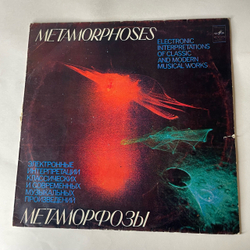 METAMORPHOSES
ELECTRONIC
INTERPRETATIONS
OF CLASSIC
AND MODERN
MUSICAL WORKS
ЭЛЕКТРОННЫЕ
ИНТЕРПРЕТАЦИИ
КЛАССИЧЕСКИХ
И СОВРЕМЕННЫХ
МУЗЫКАЛЬНЫХ
ПРОИЗВЕДЕНИЙ
МЕТАМОРФОЗЫ